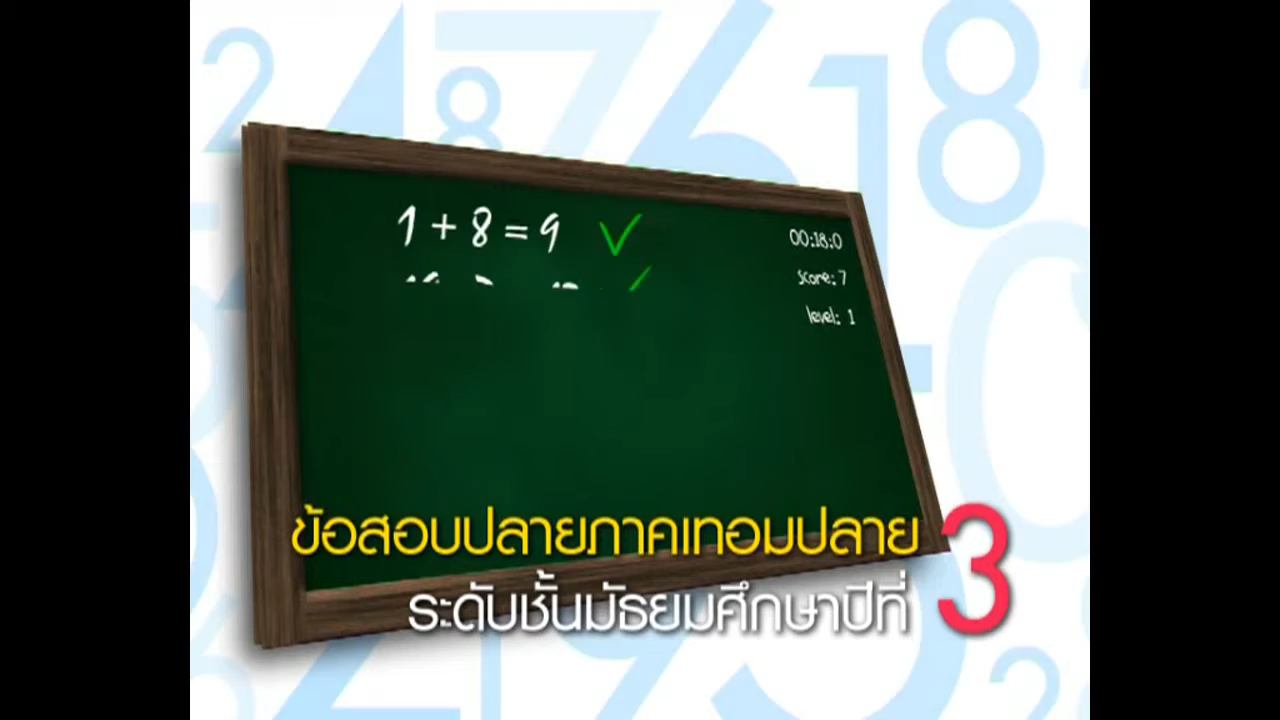 1 + 8 = 9 ✓
00:18:0
score: 7
level: 1
ข้อสอบปลายภาคเทอมปลาย
ระดับชั้นมัธยมศึกษาปีที่ 3